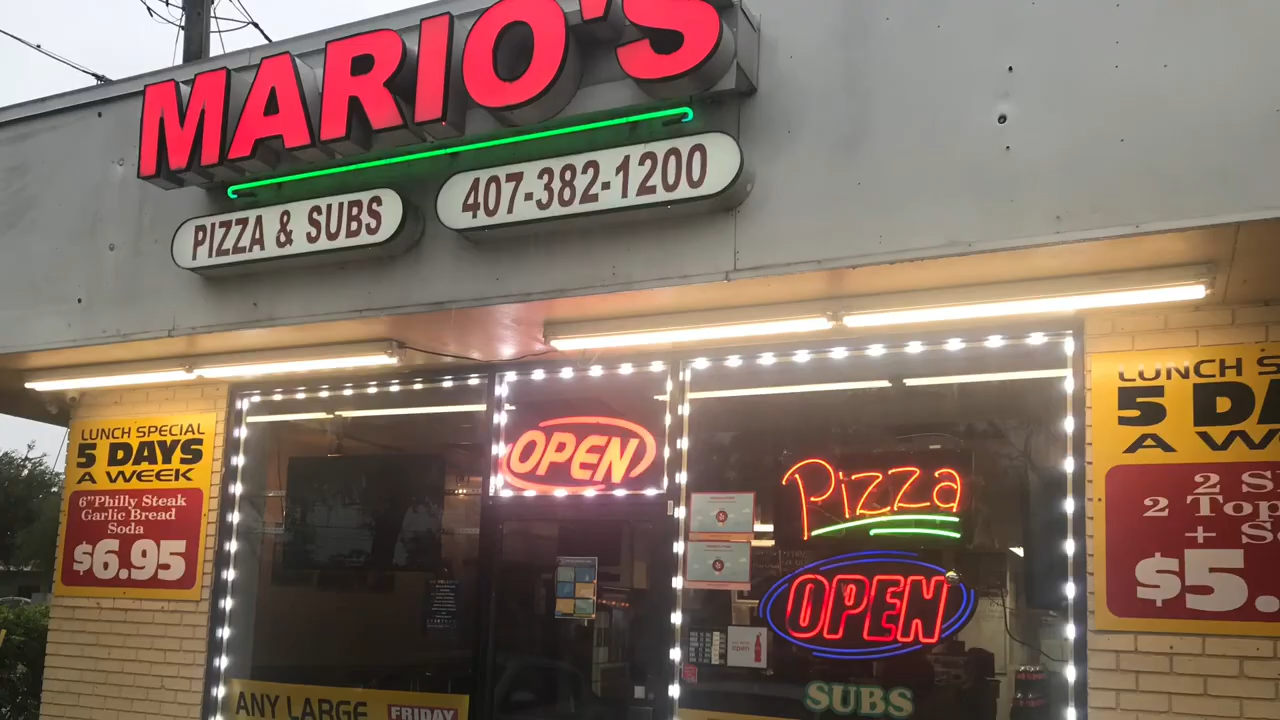 MARIO'S
PIZZA & SUBS
407-382-1200
LUNCH SPECIAL
5 DAYS
A WEEK
6"Philly Steak
Garlic Bread
Soda
$6.95
OPEN
Pizza
OPEN
open
SUBS
ANY LARGE
FRIDAY
LUNCH S
5 DA
A W
2 S
2 Top
+ S
$5.